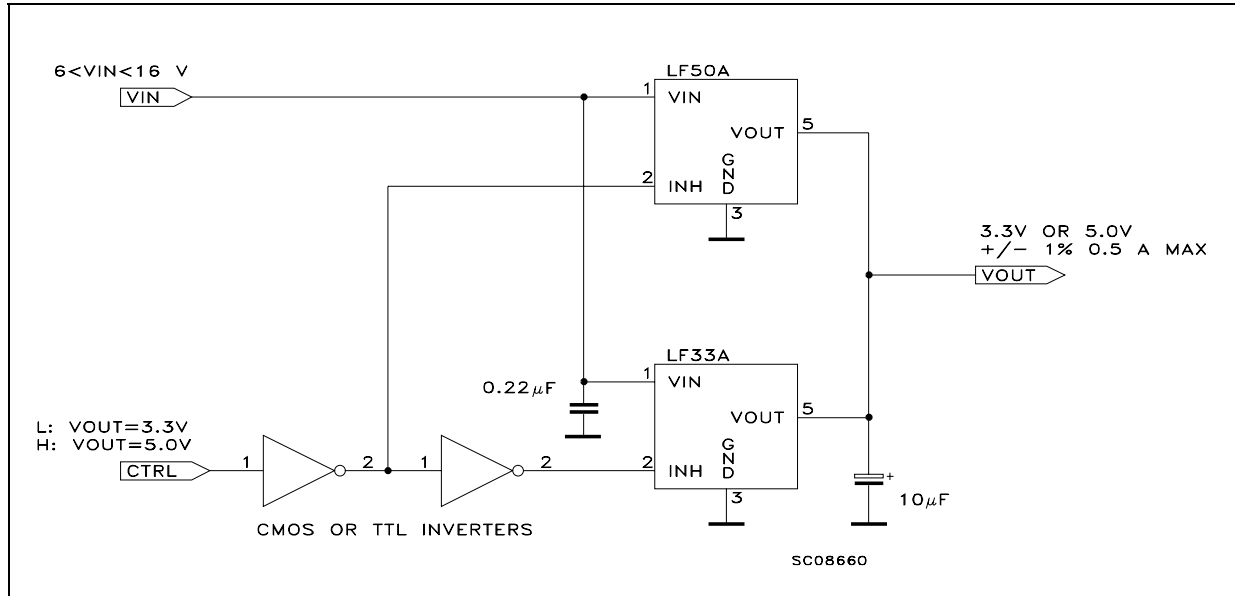 6<VIN<16 V
VIN
LF50A
1
VIN
VOUT
5
2
INH
GND
3
3.3V OR 5.0V
+/- 1% 0.5 A MAX
VOUT
LF33A
1
VIN
0.22µF
VOUT
5
L: VOUT=3.3V
H: VOUT=5.0V
CTRL
1
2
1
2
2
INH
GND
3
+
10µF
CMOS OR TTL INVERTERS
SC08660